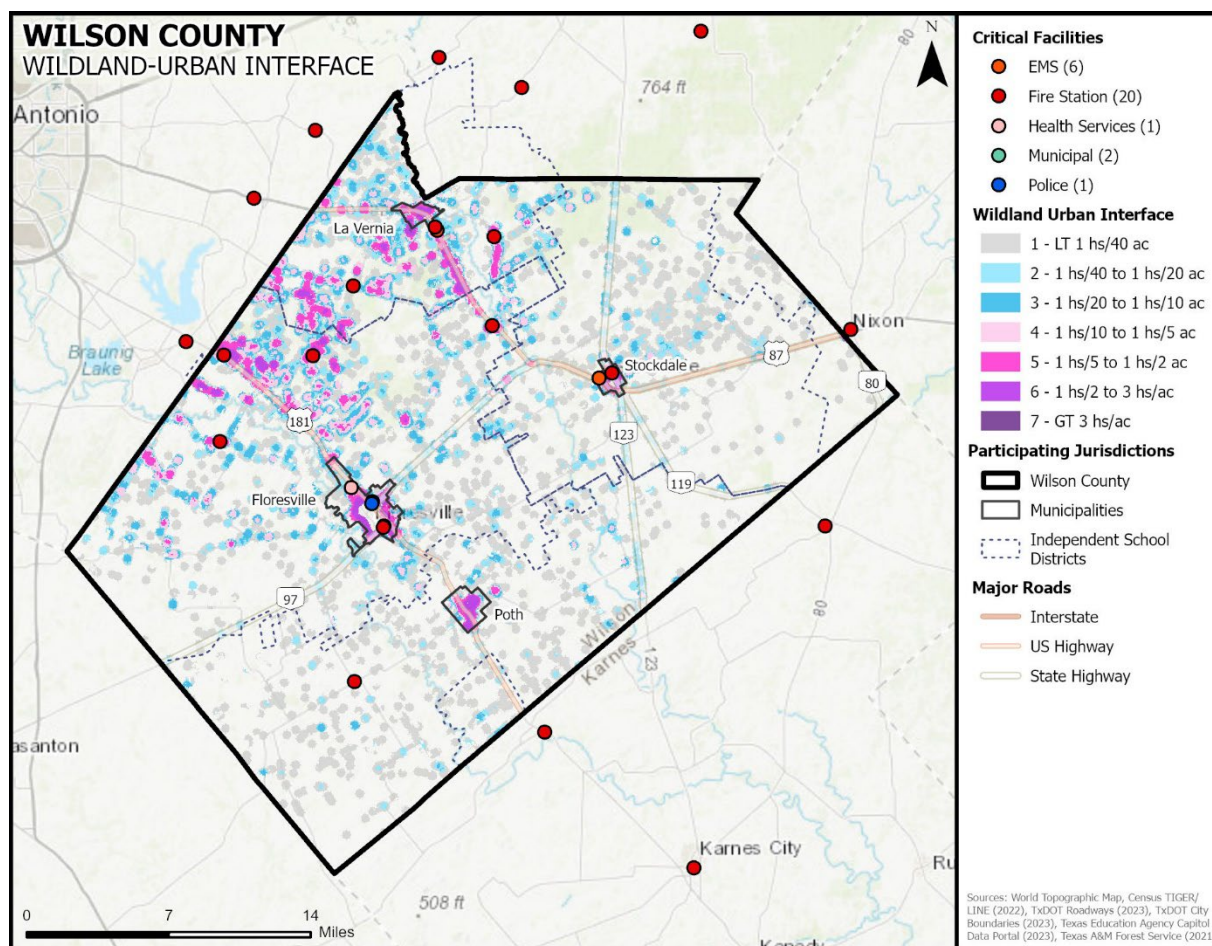 WILSON COUNTY
WILDLAND-URBAN INTERFACE
N
80
764 ft
Antonio
La Vernia
Braunig
Lake
Nixon
Stockdale
87
80
181
123
119
Floresville
sville
97
Poth
80
Wilson
Karnes
123
asanton
Karnes City
Ru
508 ft
0 7 14
Miles
Critical Facilities
EMS (6)
Fire Station (20)
Health Services (1)
Municipal (2)
Police (1)
Wildland Urban Interface
1 - LT 1 hs/40 ac
2 - 1 hs/40 to 1 hs/20 ac
3 - 1 hs/20 to 1 hs/10 ac
4 - 1 hs/10 to 1 hs/5 ac
5 - 1 hs/5 to 1 hs/2 ac
6 - 1 hs/2 to 3 hs/ac
7 - GT 3 hs/ac
Participating Jurisdictions
Wilson County
Municipalities
Independent School
Districts
Major Roads
Interstate
US Highway
State Highway
Sources: World Topographic Map, Census TIGER/
LINE (2022), TxDOT Roadways (2023), TxDOT City
Boundaries (2023), Texas Education Agency Capitol
Data Portal (2023), Texas A&M Forest Service (2021